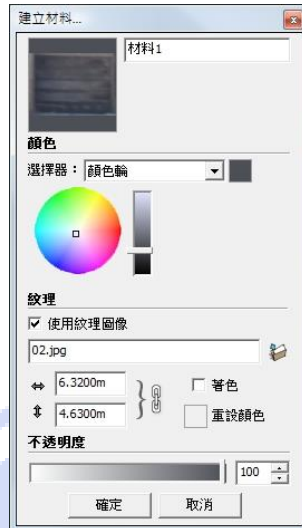 建立材料...
材料1
顏色
選擇器： 顏色輪
紋理
使用紋理圖像
02.jpg
6.3200m
著色
4.6300m
重設顏色
不透明度
100
確定 取消